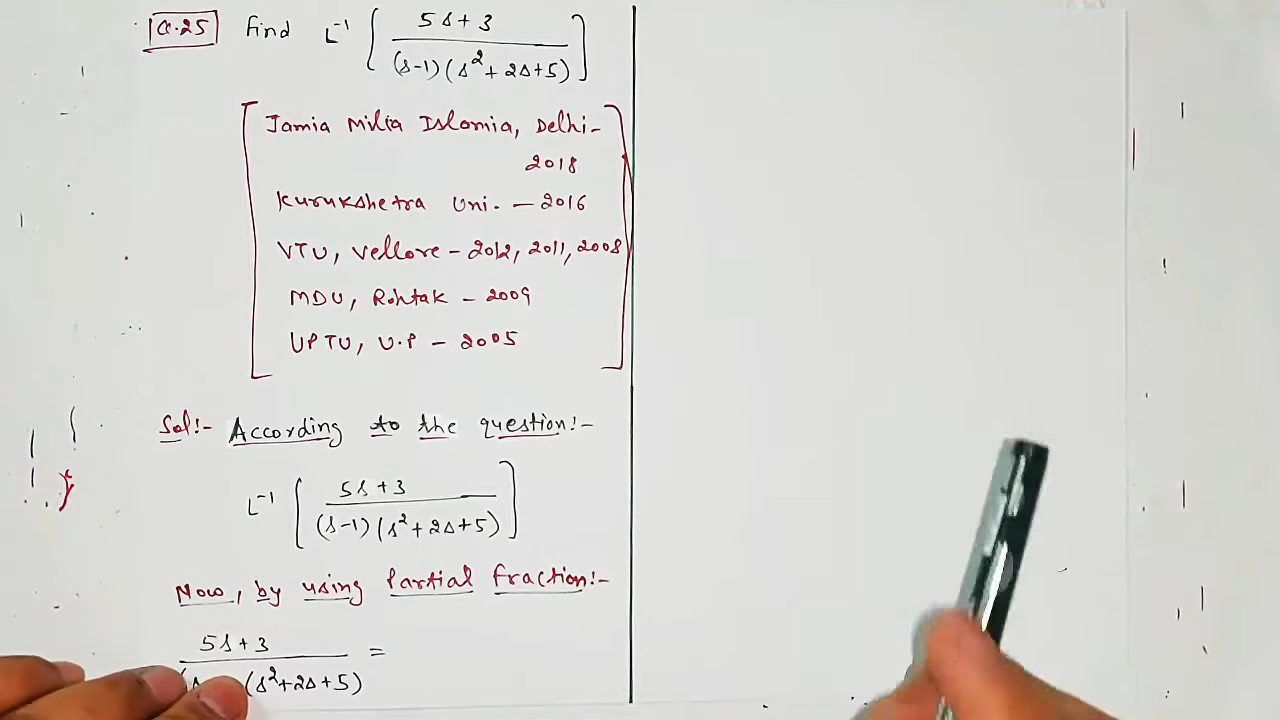 Q.25 Find L⁻¹ [ 5s+3 / (s-1)(s²+2s+5) ]
[ Jamia Milia Islamia, Delhi-
2018
Kurukshetra Uni. - 2016
VTU, Vellore - 2012, 2011, 2008
MDU, Rohtak - 2009
UPTU, U.P - 2005 ]
Sol!- According to the question!-
L⁻¹ [ 5s+3 / (s-1)(s²+2s+5) ]
Now, by using Partial fraction!-
5s+3 / ( (s²+2s+5) =